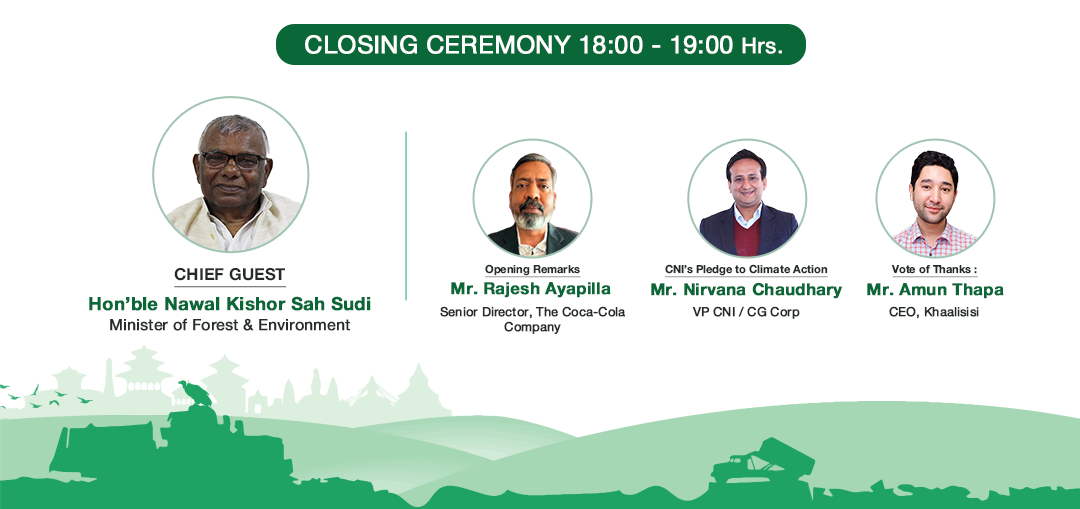 CLOSING CEREMONY 18:00 - 19:00 Hrs.
CHIEF GUEST
Hon'ble Nawal Kishor Sah Sudi
Minister of Forest & Environment
Opening Remarks
Mr. Rajesh Ayapilla
Senior Director, The Coca-Cola
Company
CNI's Pledge to Climate Action
Mr. Nirvana Chaudhary
VP CNI / CG Corp
Vote of Thanks :
Mr. Amun Thapa
CEO, Khaalisisi